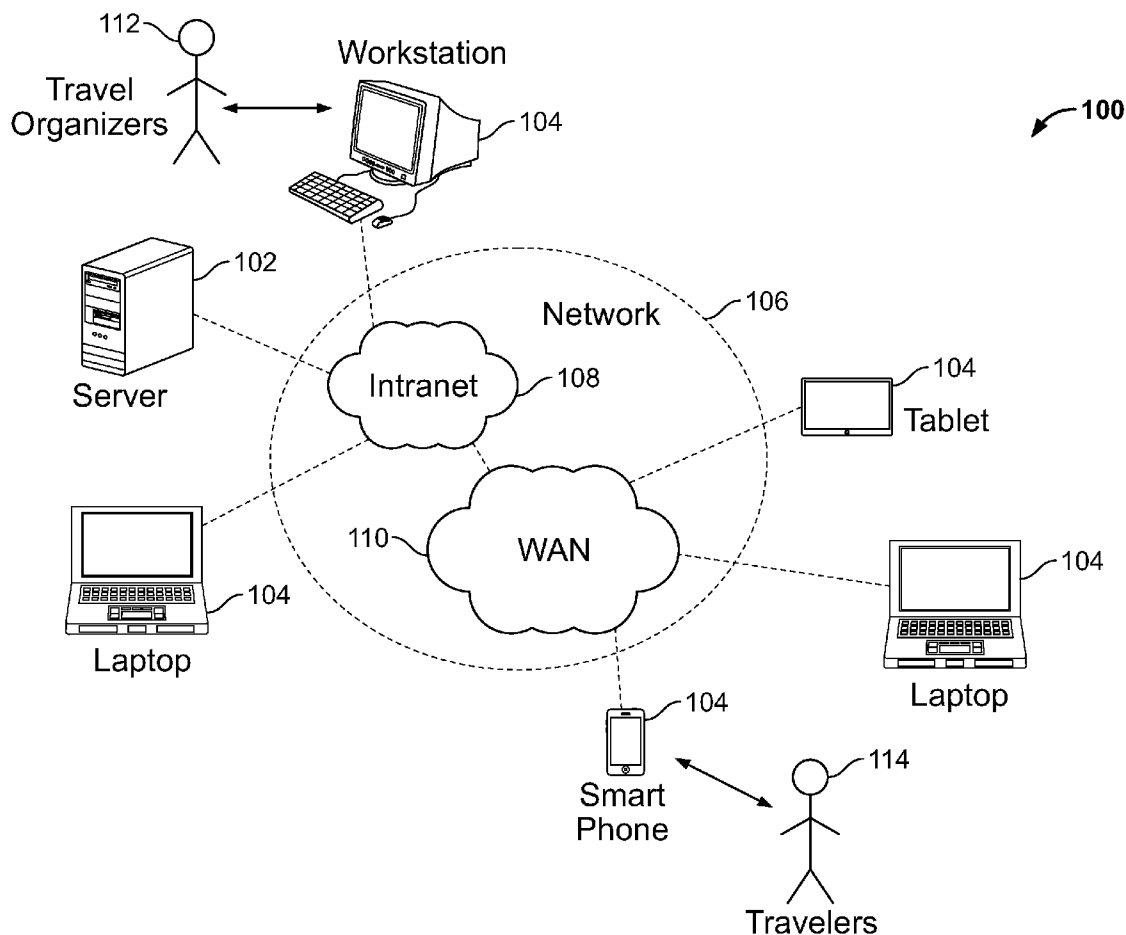 112
Workstation
Travel
Organizers
104
100
102
Network
106
Intranet
108
104
Server
Tablet
110
WAN
104
104
Laptop
Laptop
104
Smart
Phone
114
Travelers